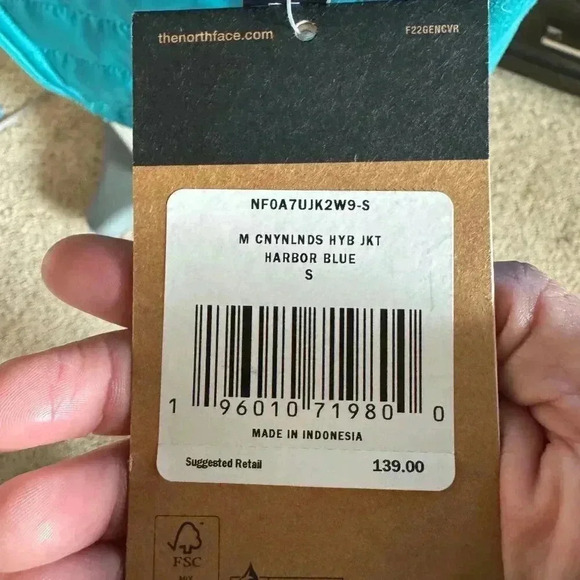 thenorthface.com F22GENCVR
NF0A7UJK2W9-S
M CNYNLNDS HYB JKT
HARBOR BLUE
S
1 96010 71980 0
MADE IN INDONESIA
Suggested Retail 139.00
FSC
MIX